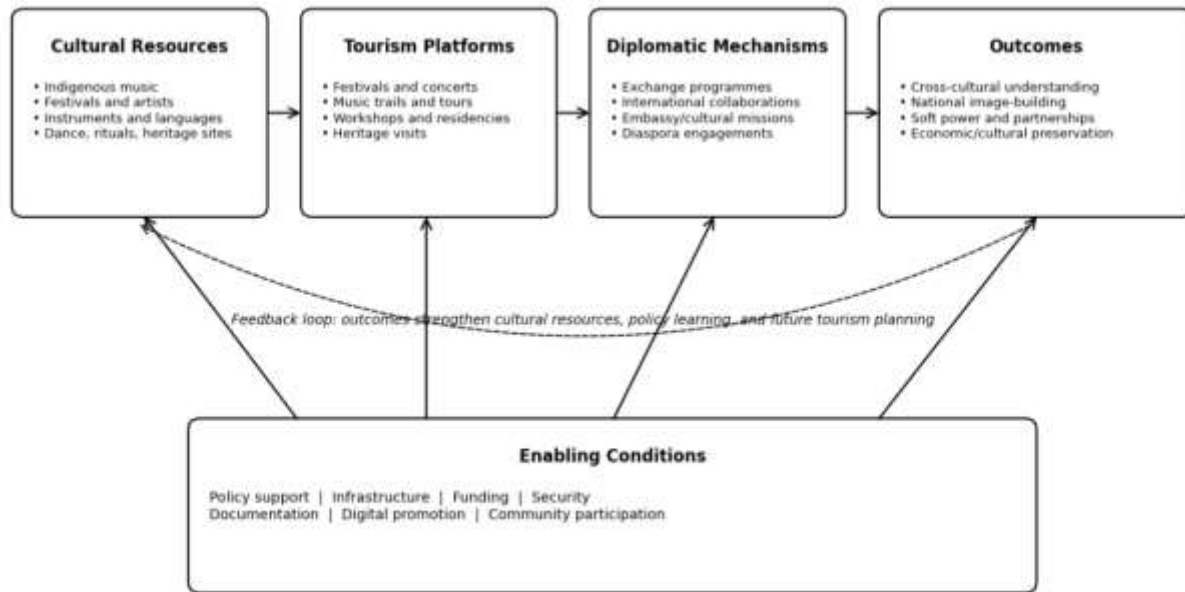 Cultural Resources
• Indigenous music
• Festivals and artists
• Instruments and languages
• Dance, rituals, heritage sites
Tourism Platforms
• Festivals and concerts
• Music trails and tours
• Workshops and residencies
• Heritage visits
Diplomatic Mechanisms
• Exchange programmes
• International collaborations
• Embassy/cultural missions
• Diaspora engagements
Outcomes
• Cross-cultural understanding
• National image-building
• Soft power and partnerships
• Economic/cultural preservation
Feedback loop: outcomes strengthen cultural resources, policy learning, and future tourism planning
Enabling Conditions
Policy support | Infrastructure | Funding | Security
Documentation | Digital promotion | Community participation